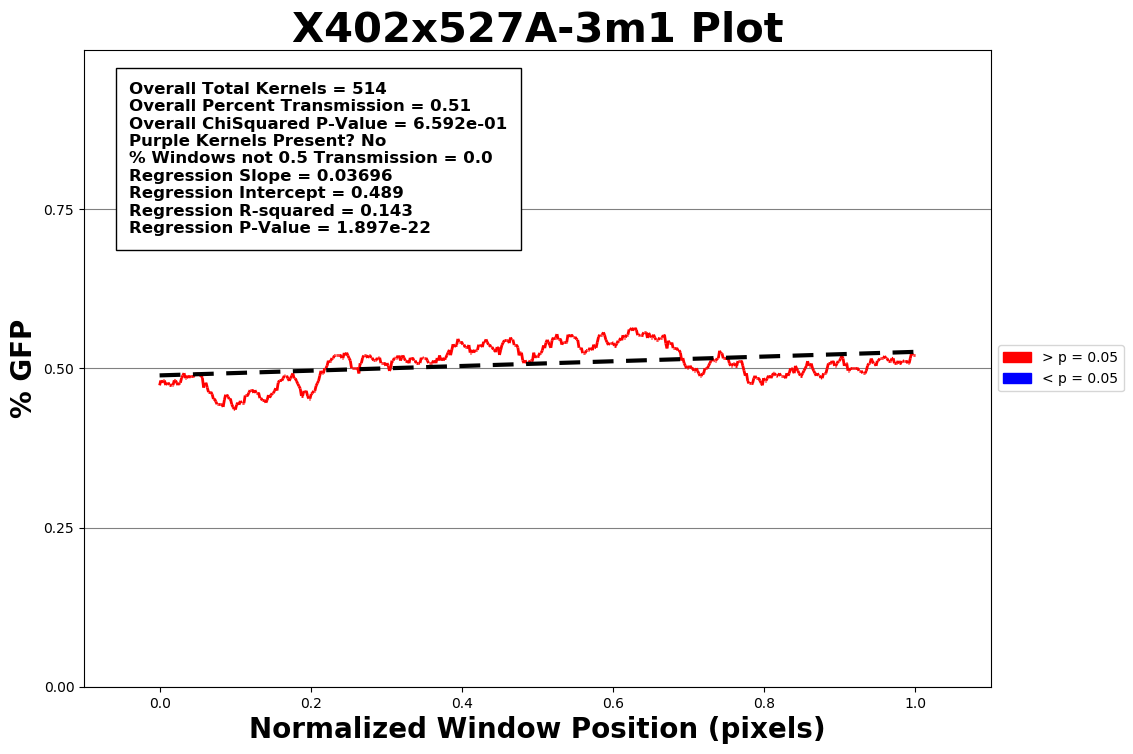 X402x527A-3m1 Plot
Overall Total Kernels = 514
Overall Percent Transmission = 0.51
Overall ChiSquared P-Value = 6.592e-01
Purple Kernels Present? No
% Windows not 0.5 Transmission = 0.0
Regression Slope = 0.03696
Regression Intercept = 0.489
Regression R-squared = 0.143
Regression P-Value = 1.897e-22
% GFP
0.75
0.50
0.25
0.00
> p = 0.05
< p = 0.05
0.0 0.2 0.4 0.6 0.8 1.0
Normalized Window Position (pixels)